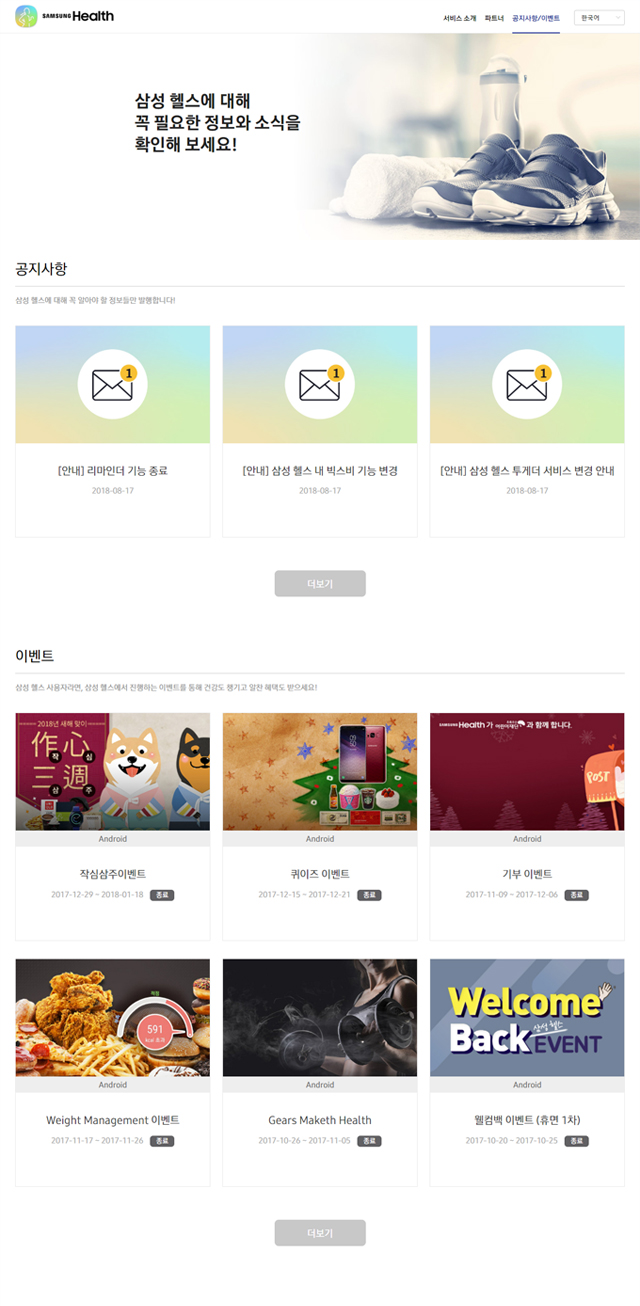 SAMSUNG Health
서비스 소개 파트너 공지사항/이벤트 한국어
삼성 헬스에 대해
꼭 필요한 정보와 소식을
확인해 보세요!
공지사항
삼성 헬스에 대해 꼭 알아야 할 정보들만 발행합니다!
1 1 1
[안내] 리마인더 기능 종료
2018-08-17
[안내] 삼성 헬스 내 빅스비 기능 변경
2018-08-17
[안내] 삼성 헬스 투게더 서비스 변경 안내
2018-08-17
더보기
이벤트
삼성 헬스 사용자라면, 삼성 헬스에서 진행하는 이벤트를 통해 건강도 챙기고 알찬 혜택도 받으세요!
2018년 새해 맞이
作心
작 심
三週
삼 주
Android
작심삼주이벤트
2017-12-29 ~ 2018-01-18 종료
Android
퀴이즈 이벤트
2017-12-15 ~ 2017-12-21 종료
SAMSUNG Health 가 어린이재단 과 함께 합니다.
POST
Android
기부 이벤트
2017-11-09 ~ 2017-12-06 종료
591
kcal 초과
Android
Weight Management 이벤트
2017-11-17 ~ 2017-11-26 종료
Android
Gears Maketh Health
2017-10-26 ~ 2017-11-05 종료
Welcome
삼성 헬스
Back EVENT
Android
웰컴백 이벤트 (휴면 1차)
2017-10-20 ~ 2017-10-25 종료
더보기